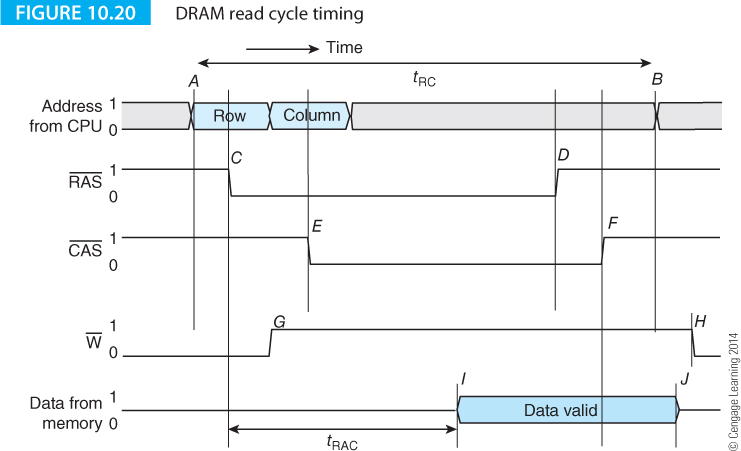 FIGURE 10.20 DRAM read cycle timing
Time
tRC
A B
Address from CPU 1 0 Row Column
C D
RAS 1 0
E F
CAS 1 0
G H
W 1 0
I J
Data from memory 1 0 Data valid
tRAC
© Cengage Learning 2014